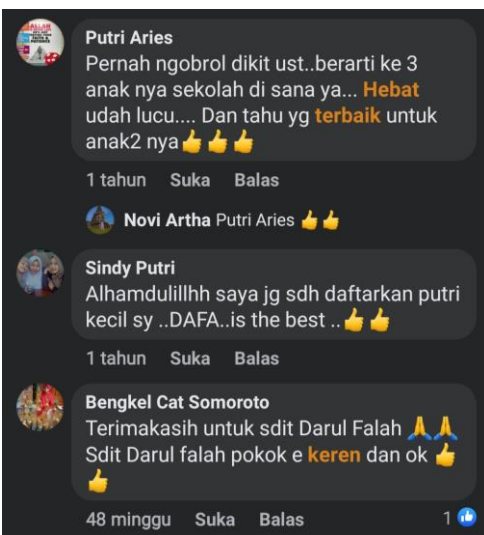 Putri Aries
Pernah ngobrol dikit ust..berarti ke 3
anak nya sekolah di sana ya... Hebat
udah lucu.... Dan tahu yg terbaik untuk
anak2 nya👍👍👍
1 tahun Suka Balas
Novi Artha Putri Aries 👍👍
Sindy Putri
Alhamdulillhh saya jg sdh daftarkan putri
kecil sy ..DAFA..is the best ..👍👍
1 tahun Suka Balas
Bengkel Cat Somoroto
Terimakasih untuk sdit Darul Falah 🙏🙏
Sdit Darul falah pokok e keren dan ok 👍
👍
48 minggu Suka Balas 1